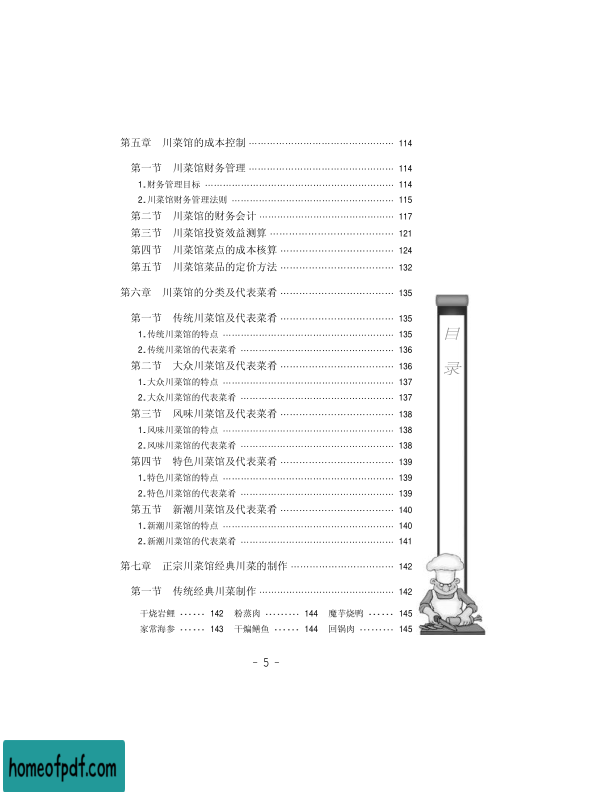 第五章　川菜馆的成本控制 ················ 114
第一节　川菜馆财务管理 ················ 114
1.财务管理目标 ················ 114
2.川菜馆财务管理法则 ················ 115
第二节　川菜馆的财务会计 ················ 117
第三节　川菜馆投资效益测算 ················ 121
第四节　川菜馆菜点的成本核算 ················ 124
第五节　川菜馆菜品的定价方法 ················ 132
第六章　川菜馆的分类及代表菜肴 ················ 135
第一节　传统川菜馆及代表菜肴 ················ 135
1.传统川菜馆的特点 ················ 135
2.传统川菜馆的代表菜肴 ················ 136
第二节　大众川菜馆及代表菜肴 ················ 136
1.大众川菜馆的特点 ················ 137
2.大众川菜馆的代表菜肴 ················ 137
第三节　风味川菜馆及代表菜肴 ················ 138
1.风味川菜馆的特点 ················ 138
2.风味川菜馆的代表菜肴 ················ 138
第四节　特色川菜馆及代表菜肴 ················ 139
1.特色川菜馆的特点 ················ 139
2.特色川菜馆的代表菜肴 ················ 139
第五节　新潮川菜馆及代表菜肴 ················ 140
1.新潮川菜馆的特点 ················ 140
2.新潮川菜馆的代表菜肴 ················ 141
第七章　正宗川菜馆经典川菜的制作 ················ 142
第一节　传统经典川菜制作 ················ 142
干烧岩鲤 ······ 142　粉蒸肉 ········· 144　魔芋烧鸭 ······ 145
家常海参 ······ 143　干煸鳝鱼 ······ 144　回锅肉 ········· 145
目
录
- 5 -
homeofpdf.com